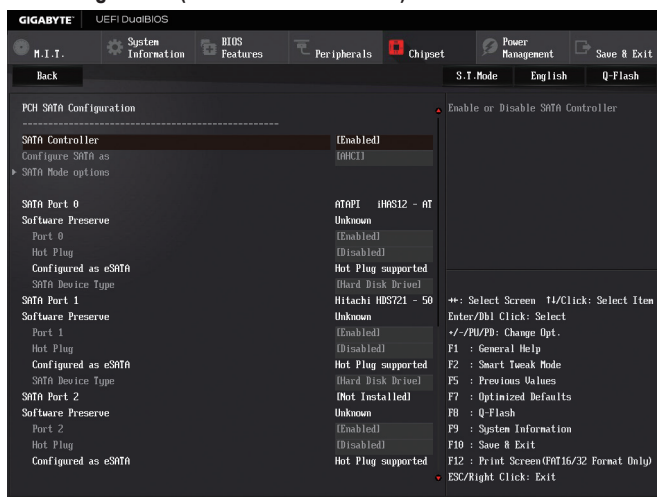 GIGABYTE™ UEFI DualBIOS
M.I.T.
System Information
BIOS Features
Peripherals
Chipset
Power Management
Save & Exit
Back
S.T.Mode English Q-Flash
PCH SATA Configuration
Enable or Disable SATA Controller
SATA Controller [Enabled]
Configure SATA as [AHCI]
SATA Mode options
SATA Port 0 ATAPI iHAS12 - AT
Software Preserve Unknown
Port 0 [Enabled]
Hot Plug [Disabled]
Configured as eSATA Hot Plug supported
SATA Device Type [Hard Disk Drive]
SATA Port 1 Hitachi HDS721 - 50
Software Preserve Unknown
Port 1 [Enabled]
Hot Plug [Disabled]
Configured as eSATA Hot Plug supported
SATA Device Type [Hard Disk Drive]
SATA Port 2 [Not Installed]
Software Preserve Unknown
Port 2 [Enabled]
Hot Plug [Disabled]
Configured as eSATA Hot Plug supported
→←: Select Screen ↑↓/Click: Select Item
Enter/Dbl Click: Select
+/-/PU/PD: Change Opt.
F1 : General Help
F2 : Smart Tweak Mode
F5 : Previous Values
F7 : Optimized Defaults
F8 : Q-Flash
F9 : System Information
F10 : Save & Exit
F12 : Print Screen(FAT16/32 Format Only)
ESC/Right Click: Exit